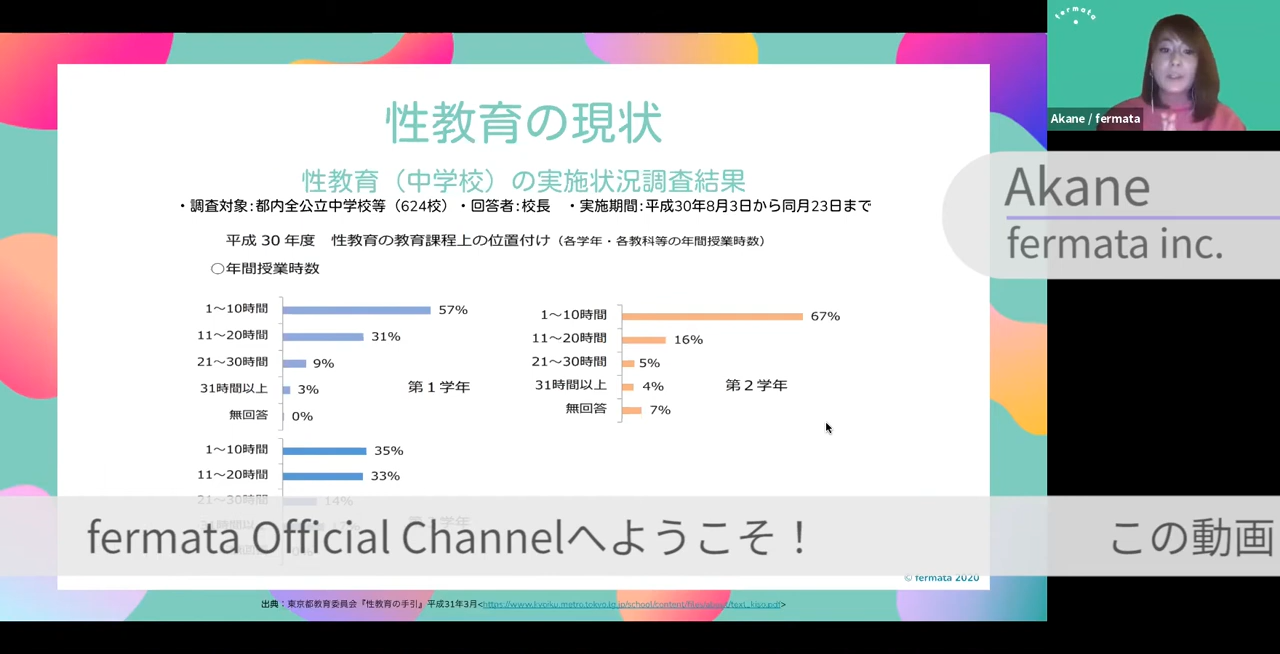 性教育の現状
性教育（中学校）の実施状況調査結果
・調査対象:都内全公立中学校等（624校）・回答者:校長　・実施期間:平成30年8月3日から同月23日まで
平成 30 年度　性教育の教育課程上の位置付け（各学年・各教科等の年間授業時数）
○年間授業時数
1～10時間 57%
11～20時間 31%
21～30時間 9%
31時間以上 3%
無回答 0%
第１学年
1～10時間 67%
11～20時間 16%
21～30時間 5%
31時間以上 4%
無回答 7%
第２学年
1～10時間 35%
11～20時間 33%
21～30時間 14%
fermata Official Channelへようこそ！
この動画
© fermata 2020
出典：東京都教育委員会『性教育の手引』平成31年3月
fermata
Akane / fermata
Akane
fermata inc.